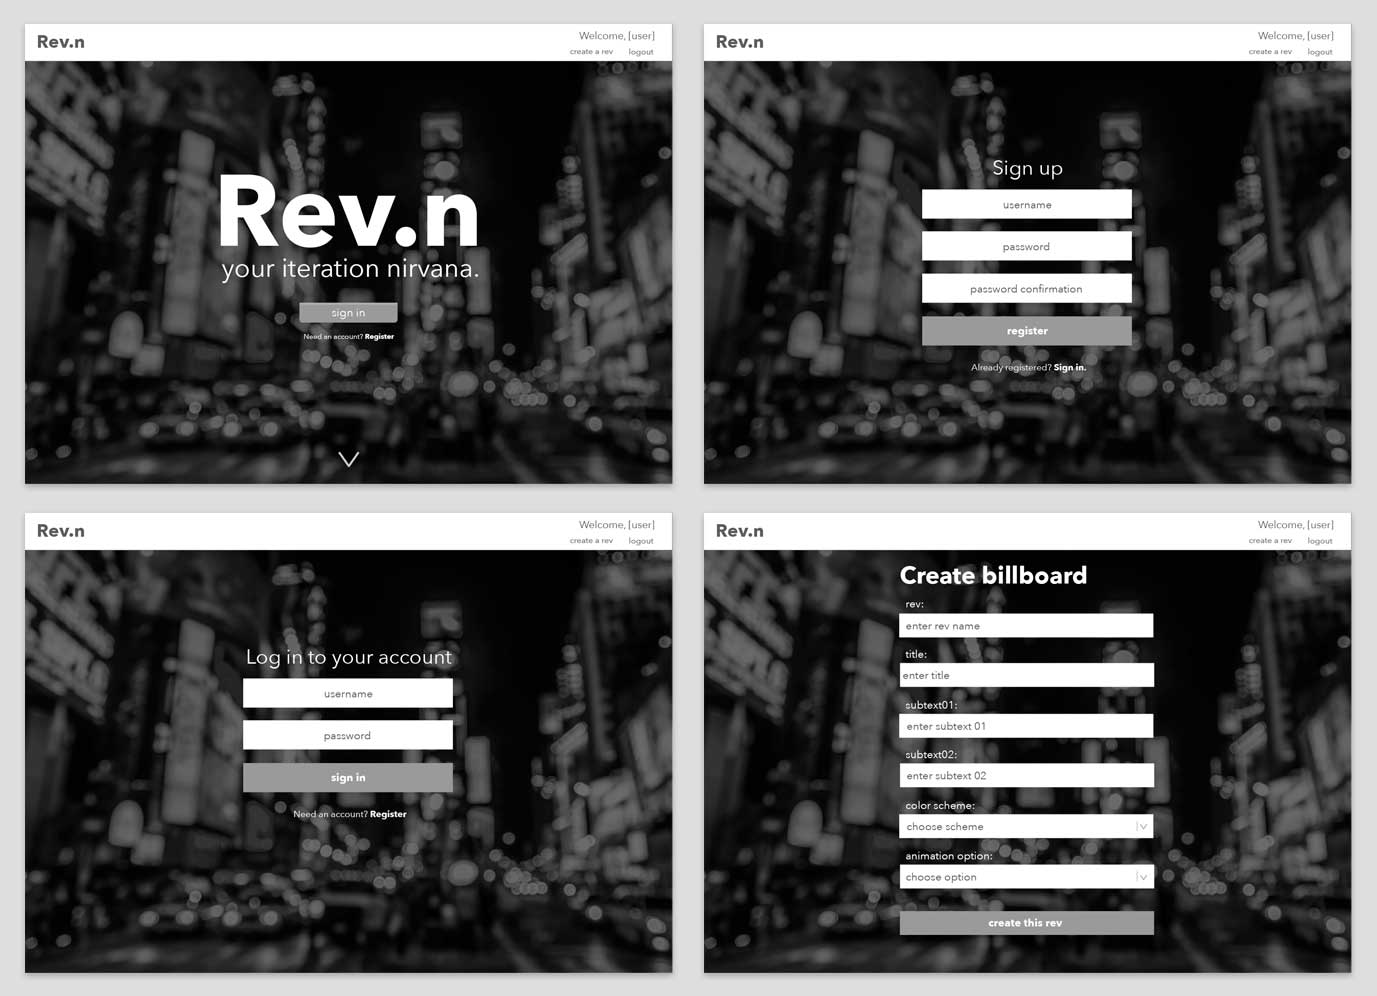 Rev.n
Welcome, [user]
create a rev logout
Rev.n
your iteration nirvana.
sign in
Need an account? Register
Rev.n
Welcome, [user]
create a rev logout
Sign up
username
password
password confirmation
register
Already registered? Sign in.
Rev.n
Welcome, [user]
create a rev logout
Log in to your account
username
password
sign in
Need an account? Register
Rev.n
Welcome, [user]
create a rev logout
Create billboard
rev:
enter rev name
title:
enter title
subtext01:
enter subtext 01
subtext02:
enter subtext 02
color scheme:
choose scheme
animation option:
choose option
create this rev